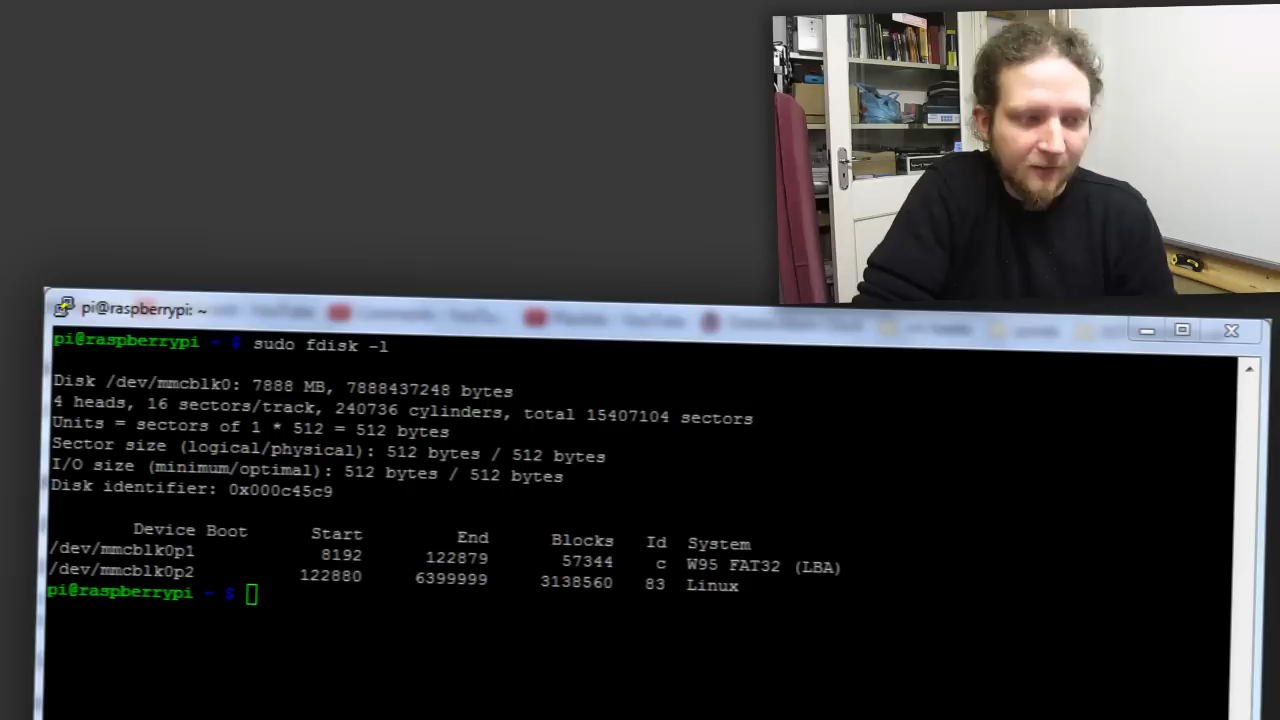 pi@raspberrypi: ~
pi@raspberrypi ~ $ sudo fdisk -l
Disk /dev/mmcblk0: 7888 MB, 7888437248 bytes
4 heads, 16 sectors/track, 240736 cylinders, total 15407104 sectors
Units = sectors of 1 * 512 = 512 bytes
Sector size (logical/physical): 512 bytes / 512 bytes
I/O size (minimum/optimal): 512 bytes / 512 bytes
Disk identifier: 0x000c45c9
Device Boot Start End Blocks Id System
/dev/mmcblk0p1 8192 122879 57344 c W95 FAT32 (LBA)
/dev/mmcblk0p2 122880 6399999 3138560 83 Linux
pi@raspberrypi ~ $